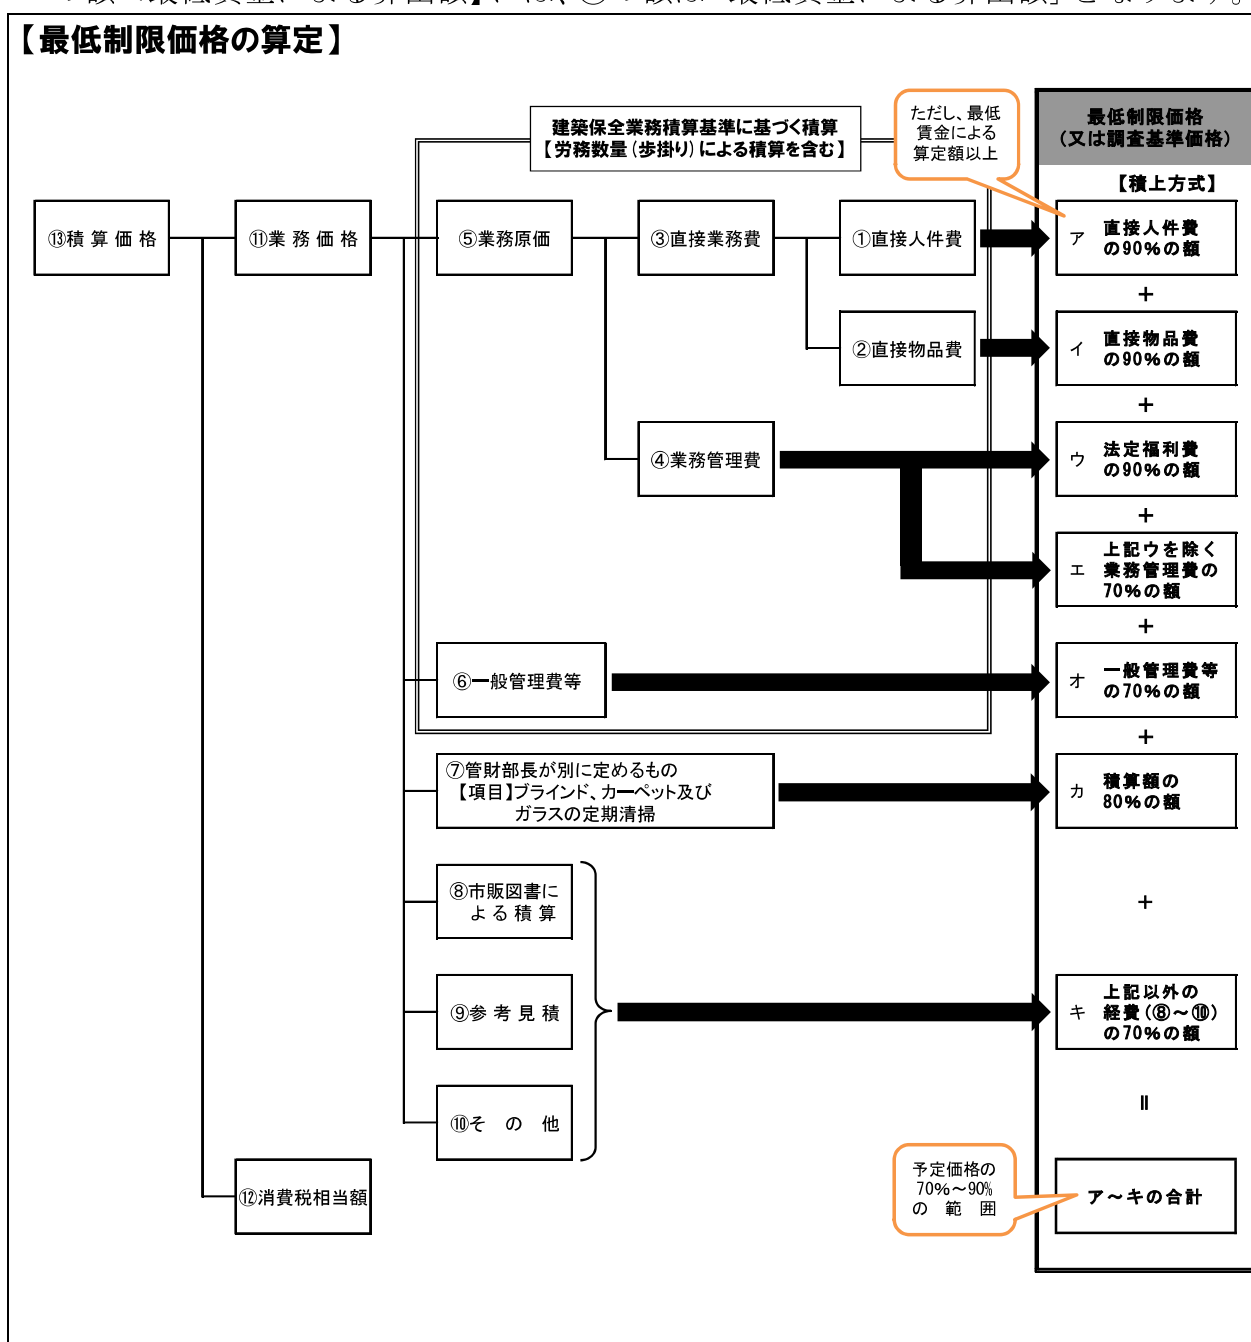 【最低制限価格の算定】
建築保全業務積算基準に基づく積算
【労務数量（歩掛り）による積算を含む】
ただし、最低
賃金による
算定額以上
最低制限価格
（又は調査基準価格）
【積上方式】
⑬積算価格
⑪業務価格
⑤業務原価
③直接業務費
①直接人件費
ア 直接人件費
の90％の額
＋
②直接物品費
イ 直接物品費
の90％の額
＋
④業務管理費
ウ 法定福利費
の90％の額
＋
エ 上記ウを除く
業務管理費の
70％の額
＋
⑥一般管理費等
オ 一般管理費等
の70％の額
＋
⑦管財部長が別に定めるもの
【項目】ブラインド、カーペット及び
ガラスの定期清掃
カ 積算額の
80％の額
＋
⑧市販図書に
よる積算
⑨参考見積
キ 上記以外の
経費（⑧～⑩）
の70％の額
⑩その他
＝
⑫消費税相当額
予定価格の
70％～90％
の範囲
ア～キの合計